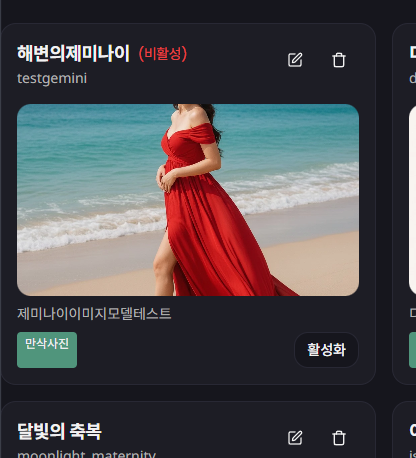 해변의제미나이 (비활성)
testgemini
제미나이이미지모델테스트
만삭사진
활성화
달빛의 축복
moonlight_maternity